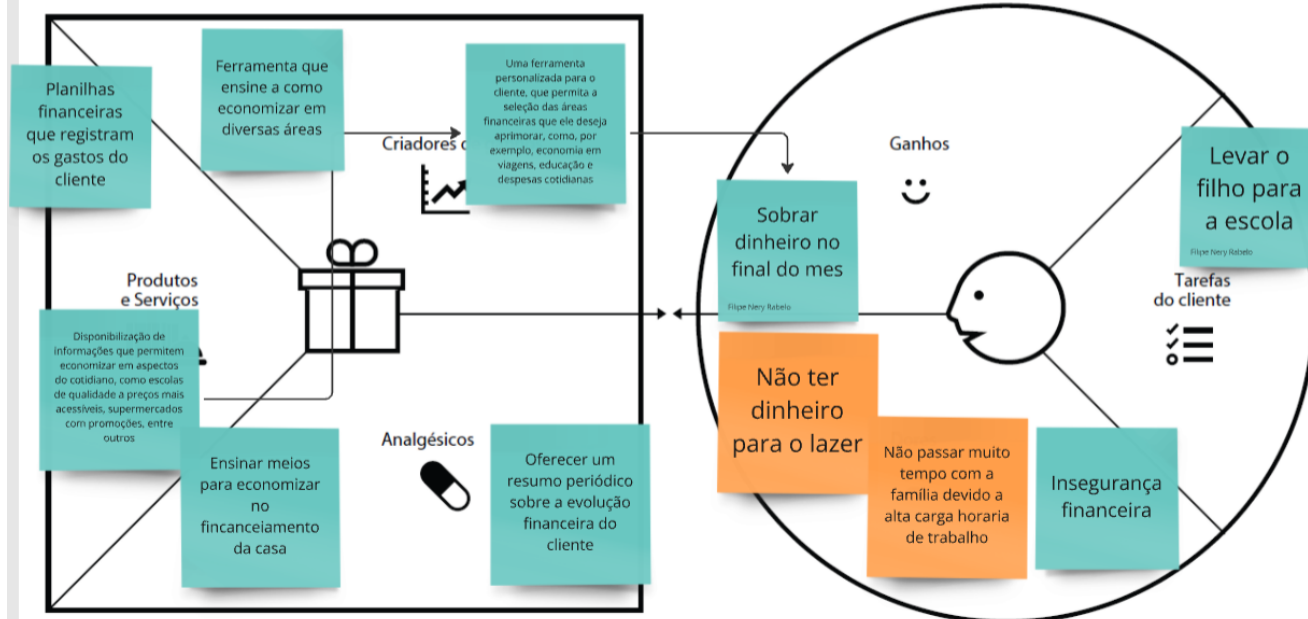 Planilhas
financeiras
que registram
os gastos do
cliente
Ferramenta que
ensine a como
economizar em
diversas áreas
Uma ferramenta
personalizada para o
cliente, que permita a
seleção das áreas
financeiras que ele deseja
aprimorar, como, por
exemplo, economia em
viagens, educação e
despesas cotidianas
Criadores
Produtos
e Serviços
Disponibilização de
informações que permitem
economizar em aspectos
do cotidiano, como escolas
de qualidade a preços mais
acessíveis, supermercados
com promoções, entre
outros
Ensinar meios
para economizar
no
fincanceiamento
da casa
Analgésicos
Oferecer um
resumo periódico
sobre a evolução
financeira do
cliente
Ganhos
Sobrar
dinheiro no
final do mes
Filipe Nery Rabelo
Não ter
dinheiro
para o lazer
Não passar muito
tempo com a
família devido a
alta carga horaria
de trabalho
Insegurança
financeira
Levar o
filho para
a escola
Filipe Nery Rabelo
Tarefas
do cliente